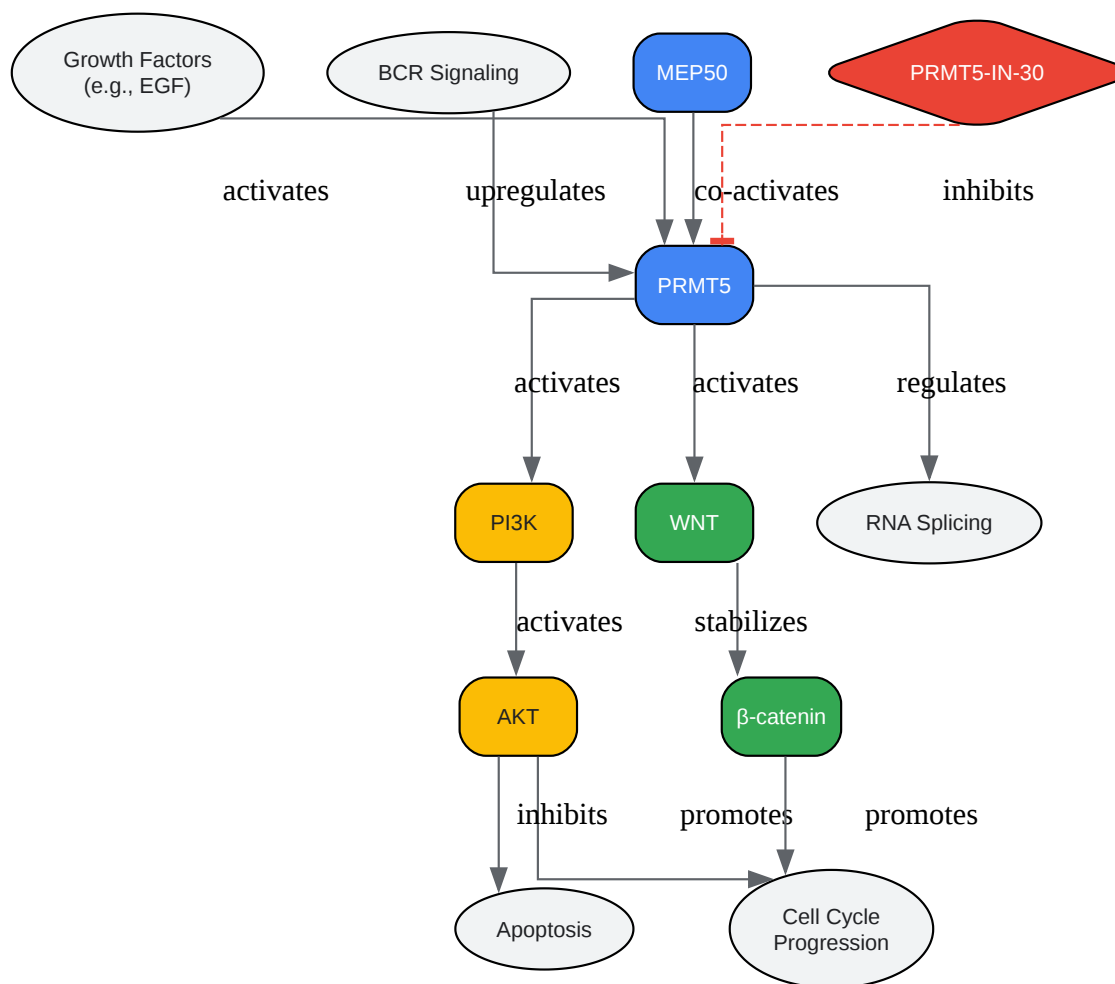 Growth Factors
(e.g., EGF)
BCR Signaling
MEP50
PRMT5-IN-30
activates
upregulates
co-activates
inhibits
PRMT5
activates
activates
regulates
PI3K
WNT
RNA Splicing
activates
stabilizes
AKT
β-catenin
inhibits
promotes
promotes
Apoptosis
Cell Cycle
Progression